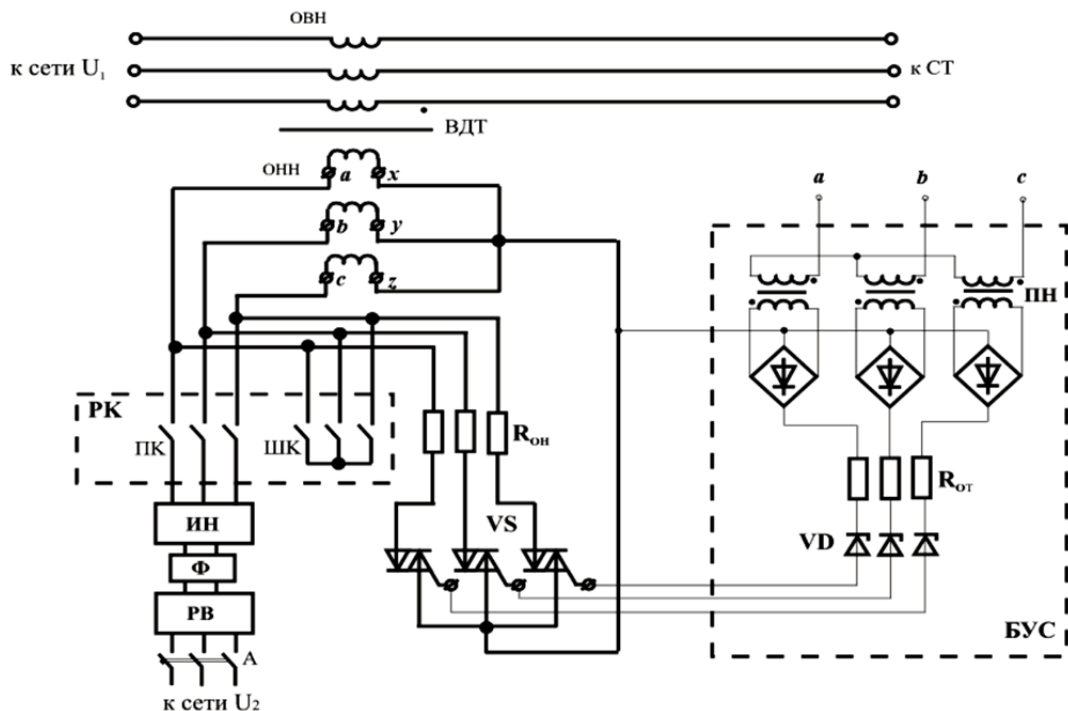 ОВН
к сети U₁
к СТ
ВДТ
ОНН
a x
b y
c z
a b c
ПН
РК
ПК
ШК
Rон
Rот
ИН
VS
VD
Ф
РВ
БУС
А
к сети U₂